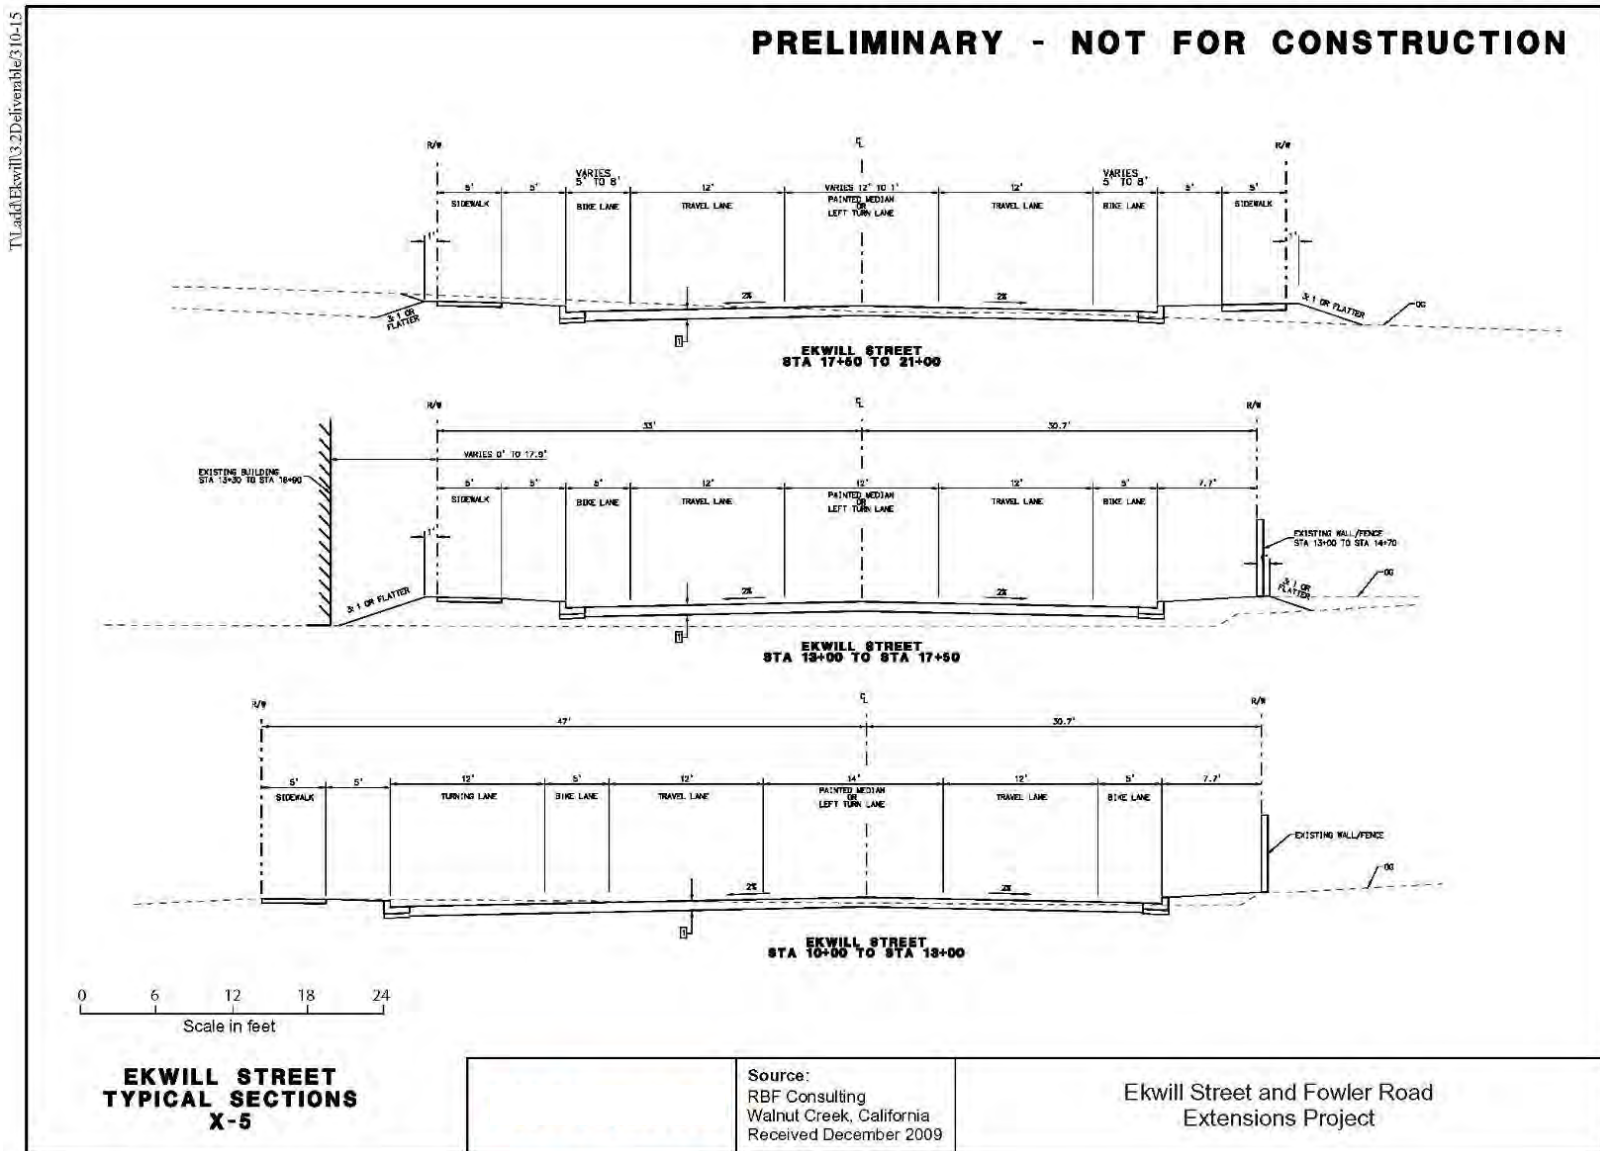 T\Ladd\Ekwill\3.2Deliverable/310-15
PRELIMINARY - NOT FOR CONSTRUCTION
R/W
R/W
5'
5'
VARIES
5' TO 8'
12'
VARIES 12' TO 1'
12'
VARIES
5' TO 8'
5'
5'
SIDEWALK
BIKE LANE
TRAVEL LANE
PAINTED MEDIAN
OR
LEFT TURN LANE
TRAVEL LANE
BIKE LANE
SIDEWALK
1'
1'
2%
2%
3:1 OR
FLATTER
3:1 OR FLATTER
OG
1
EKWILL STREET
STA 17+50 TO 21+00
R/W
R/W
33'
30.7'
EXISTING BUILDING
STA 13+30 TO STA 16+90
VARIES 0' TO 17.9'
5'
5'
5'
12'
12'
12'
5'
7.7'
SIDEWALK
BIKE LANE
TRAVEL LANE
PAINTED MEDIAN
OR
LEFT TURN LANE
TRAVEL LANE
BIKE LANE
1'
EXISTING WALL/FENCE
STA 13+00 TO STA 14+70
3:1 OR FLATTER
2%
2%
3:1 OR
FLATTER
OG
1
EKWILL STREET
STA 13+00 TO STA 17+50
R/W
R/W
47'
30.7'
5'
5'
12'
5'
12'
14'
12'
5'
7.7'
SIDEWALK
TURNING LANE
BIKE LANE
TRAVEL LANE
PAINTED MEDIAN
OR
LEFT TURN LANE
TRAVEL LANE
BIKE LANE
EXISTING WALL/FENCE
2%
2%
OG
1
EKWILL STREET
STA 10+00 TO STA 13+00
0 6 12 18 24
Scale in feet
EKWILL STREET
TYPICAL SECTIONS
X-5
Source:
RBF Consulting
Walnut Creek, California
Received December 2009
Ekwill Street and Fowler Road
Extensions Project